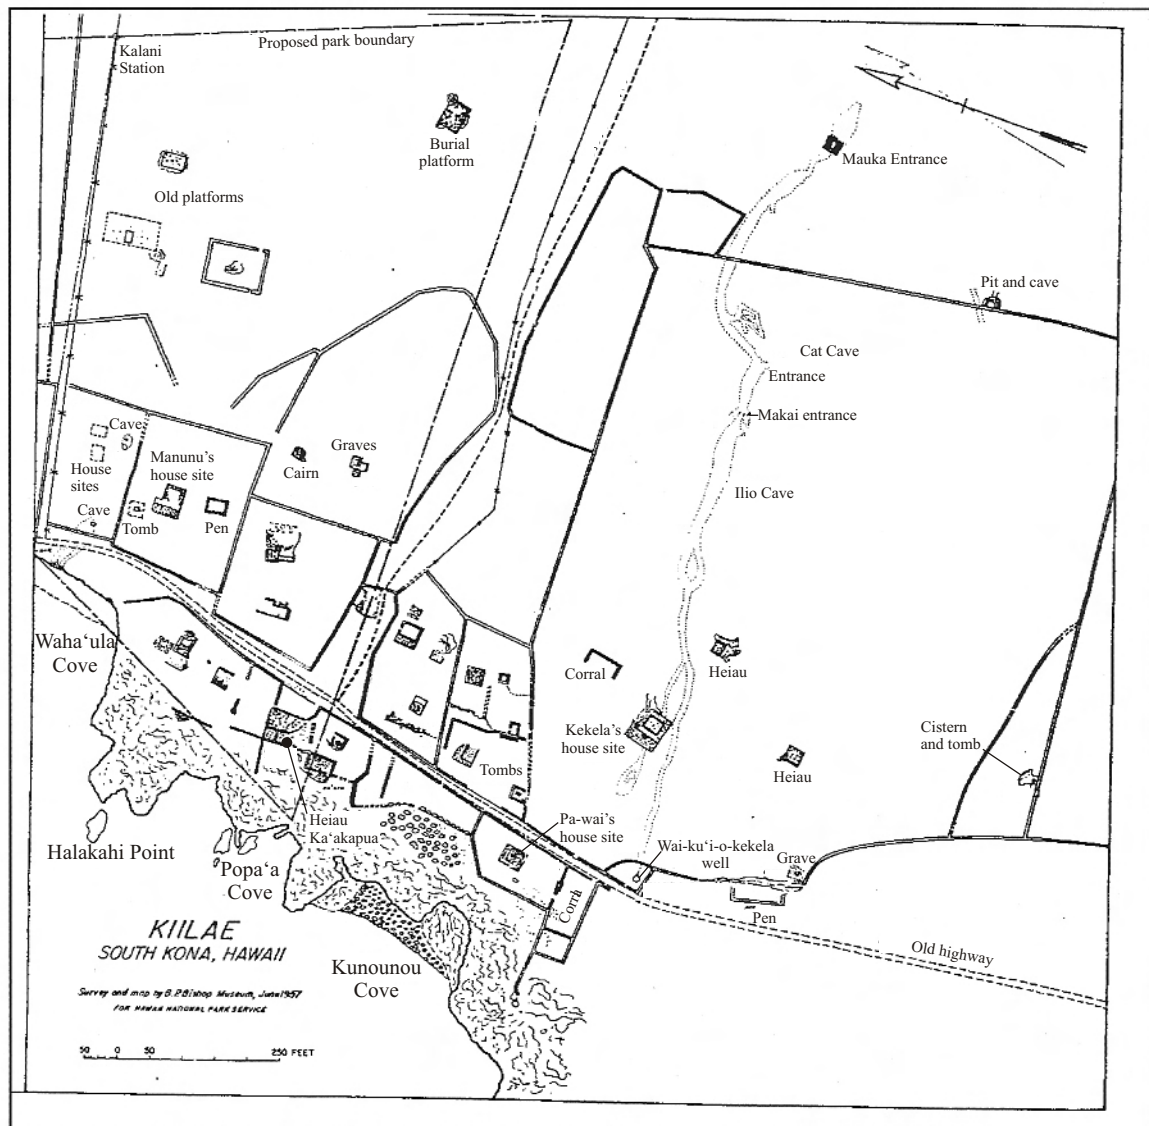 Proposed park boundary
Kalani
Station
Burial
platform
Mauka Entrance
Old platforms
Pit and cave
Cat Cave
Entrance
Makai entrance
Cave
Manunu's
house site
Graves
Cairn
House
sites
Ilio Cave
Cave
Tomb
Pen
Waha‘ula
Cove
Corral
Heiau
Kekela's
house site
Cistern
and tomb
Tombs
Heiau
Heiau
Ka‘akapua
Pa-wai's
house site
Halakahi Point
Popa‘a
Cove
Wai-ku‘i-o-kekela
well
Grave
Corrh
Pen
KIILAE
SOUTH KONA, HAWAII
Old highway
Kunounou
Cove
Survey and map by B.P. Bishop Museum, June 1957
FOR HAWAII NATIONAL PARK SERVICE
50 0 50 250 FEET